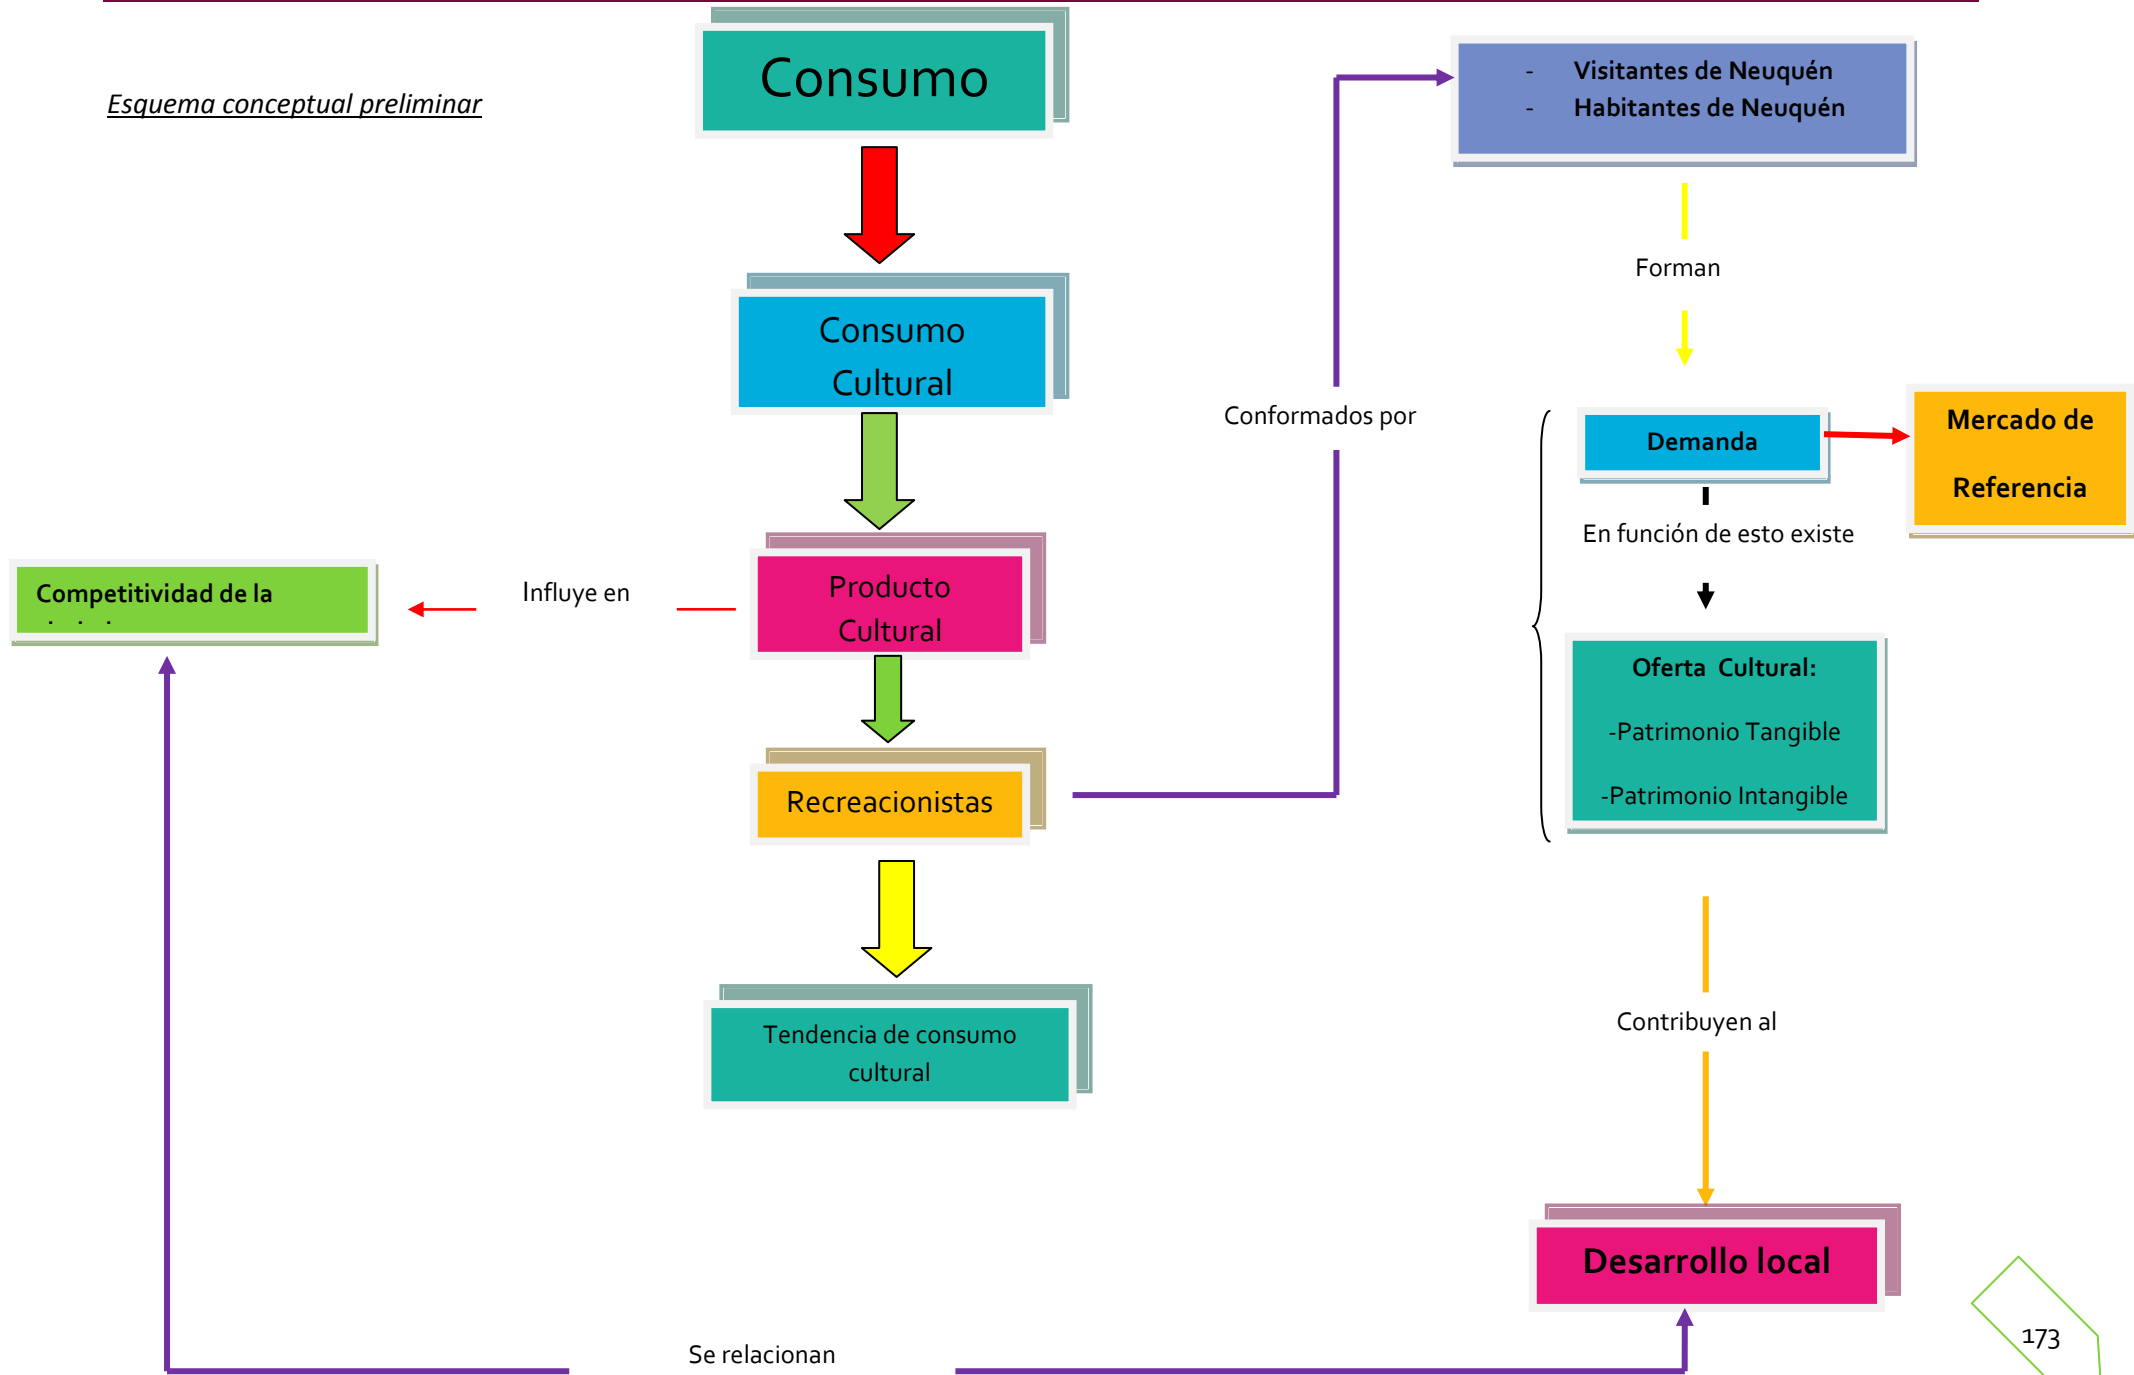 Esquema conceptual preliminar
Consumo
- Visitantes de Neuquén
- Habitantes de Neuquén
Forman
Consumo
Cultural
Conformados por
Demanda
Mercado de
Referencia
En función de esto existe
Competitividad de la
Influye en
Producto
Cultural
Oferta Cultural:
-Patrimonio Tangible
-Patrimonio Intangible
Recreacionistas
Tendencia de consumo
cultural
Contribuyen al
Desarrollo local
Se relacionan
173